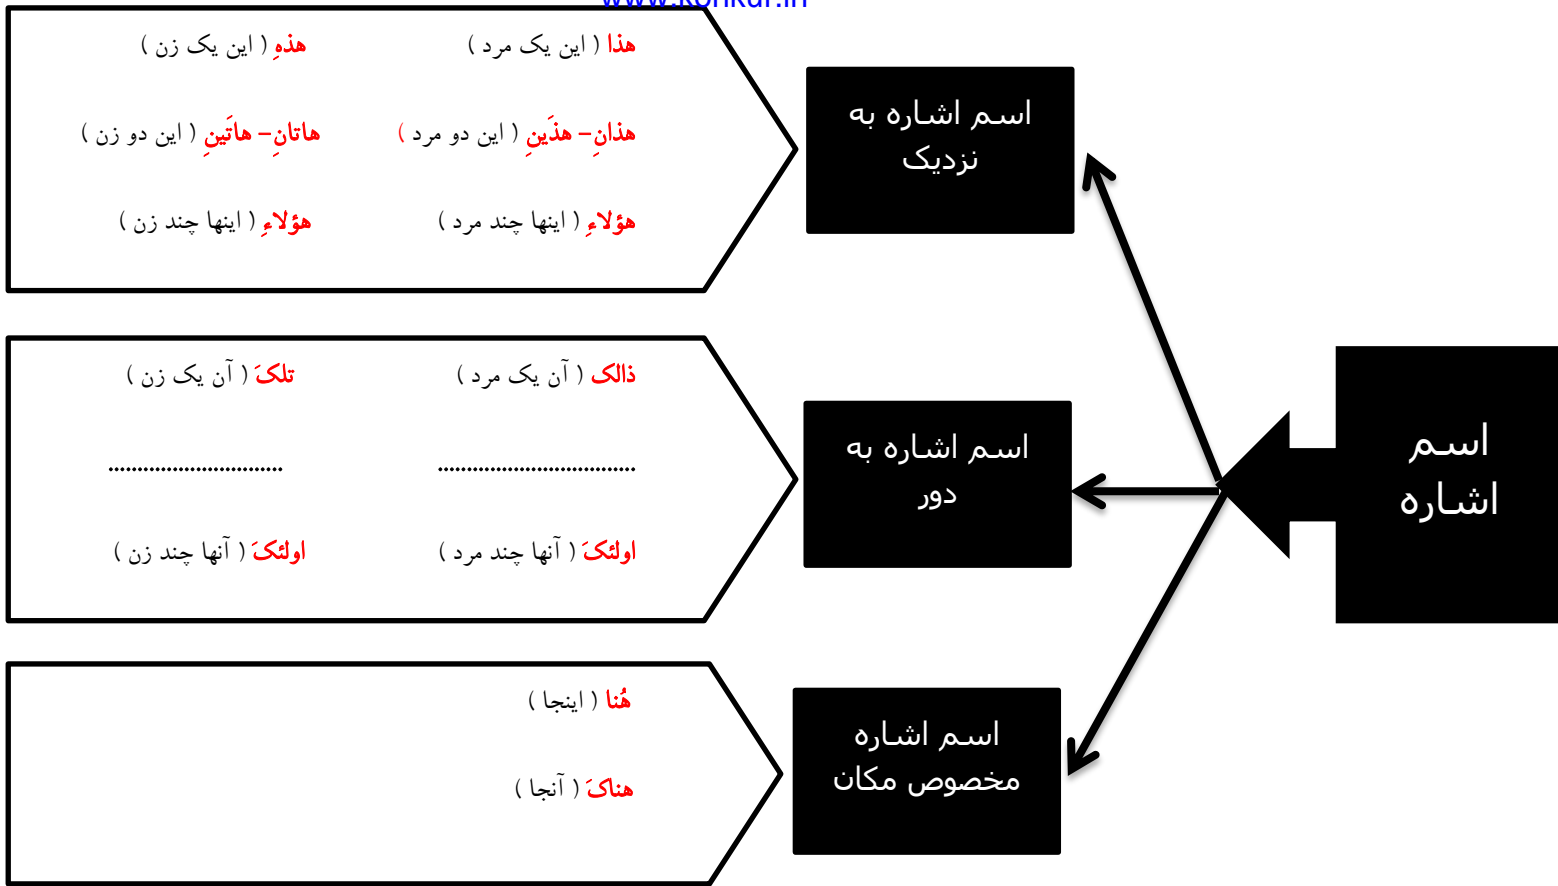 www.konkur.in
اسم
اشاره
اسم اشاره به
نزدیک
هذا ( این یک مرد ) هذهِ ( این یک زن )
هذانِ- هذَینِ ( این دو مرد ) هاتانِ- هاتَینِ ( این دو زن )
هؤلاءِ ( اینها چند مرد ) هؤلاءِ ( اینها چند زن )
اسم اشاره به
دور
ذالک ( آن یک مرد ) تلکَ ( آن یک زن )
.................................. ..............................
اولئکَ ( آنها چند مرد ) اولئکَ ( آنها چند زن )
اسم اشاره
مخصوص مکان
هُنا ( اینجا )
هناکَ ( آنجا )